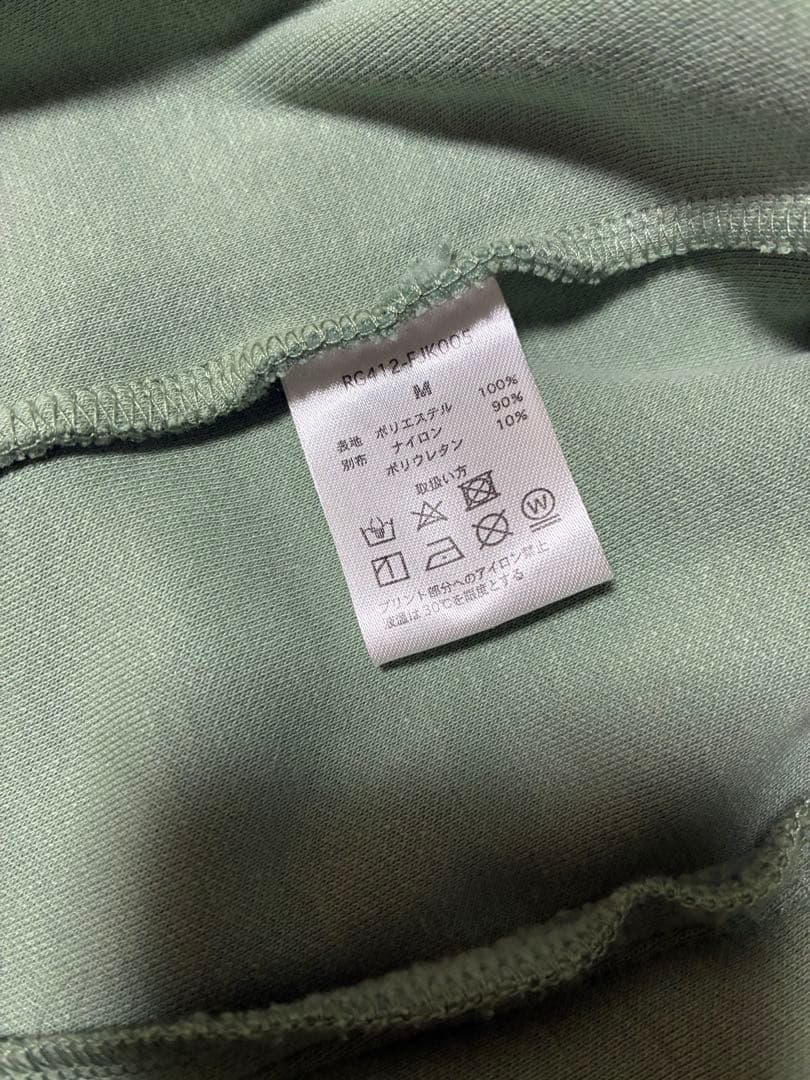 RG412-FJK005
M
表地 ポリエステル 100%
別布 ナイロン 90%
ポリウレタン 10%
取扱い方
W
プリント部分へのアイロン禁止
液温は30℃を限度とする